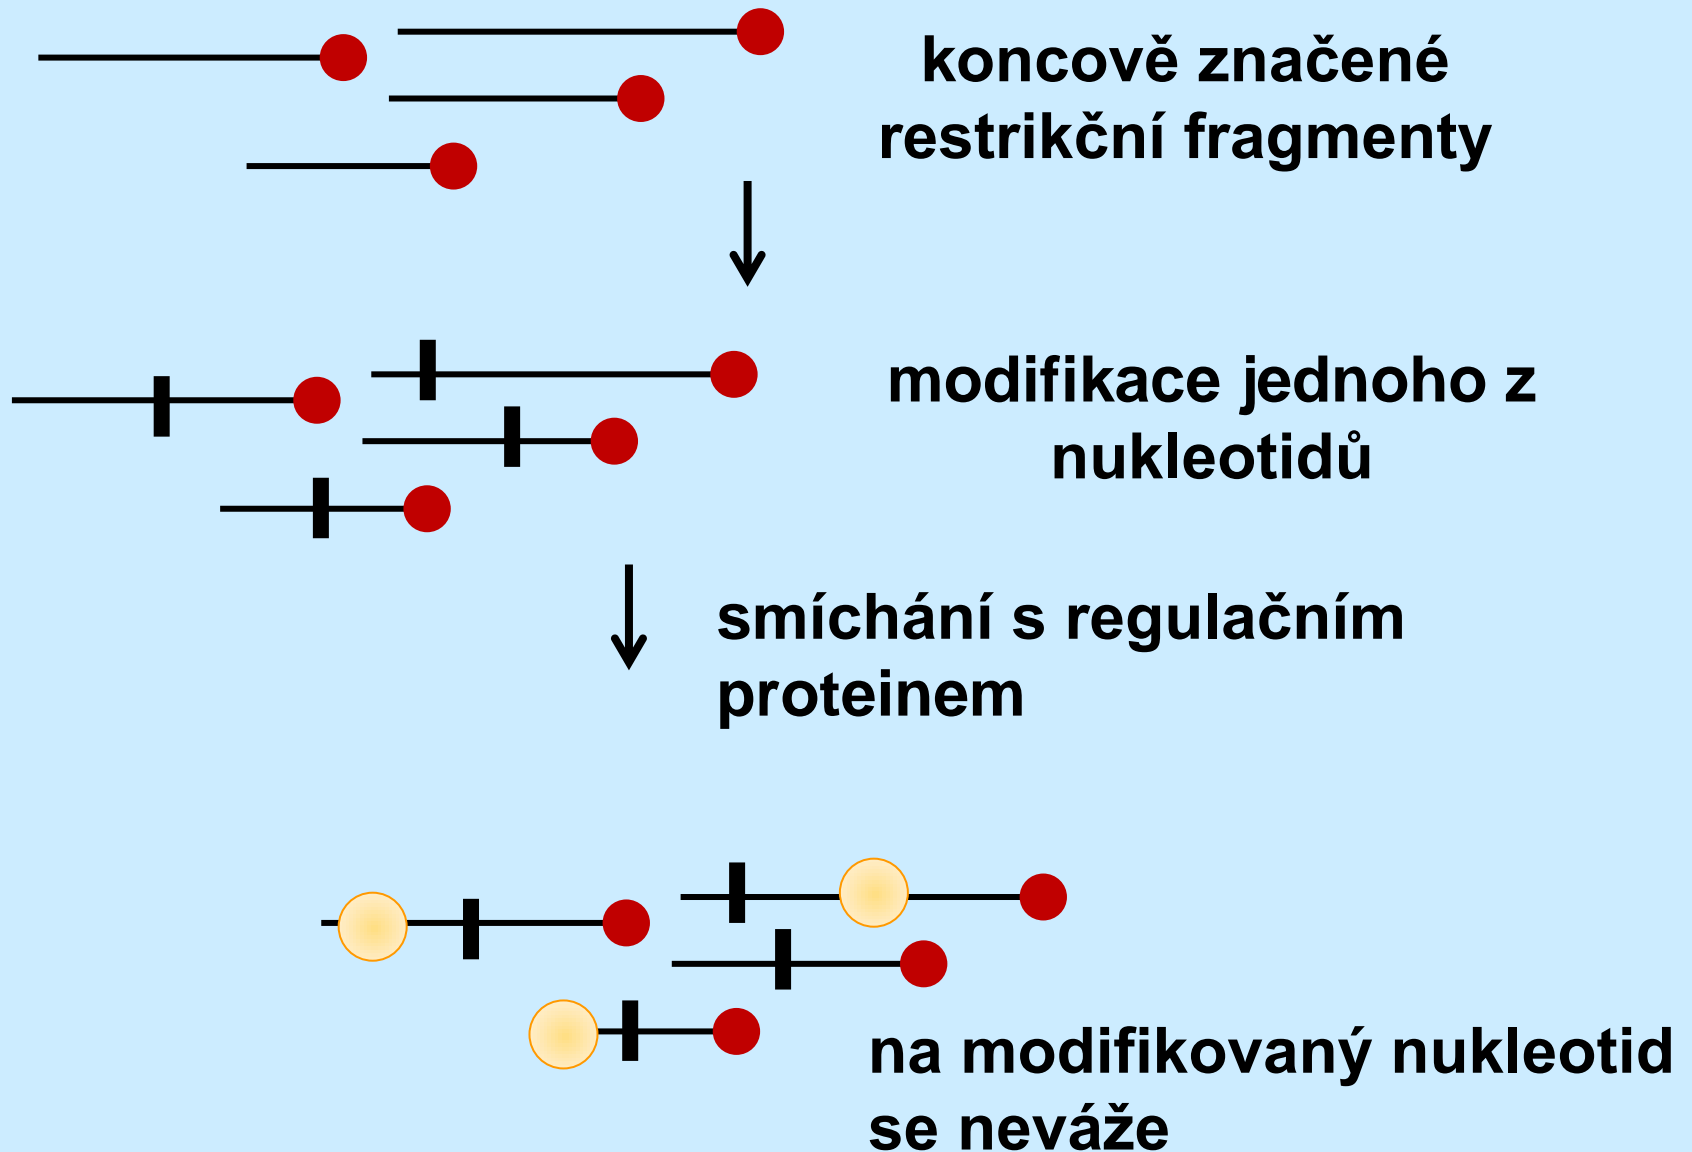 koncově značené
restrikční fragmenty
modifikace jednoho z
nukleotidů
smíchání s regulačním
proteinem
na modifikovaný nukleotid
se neváže